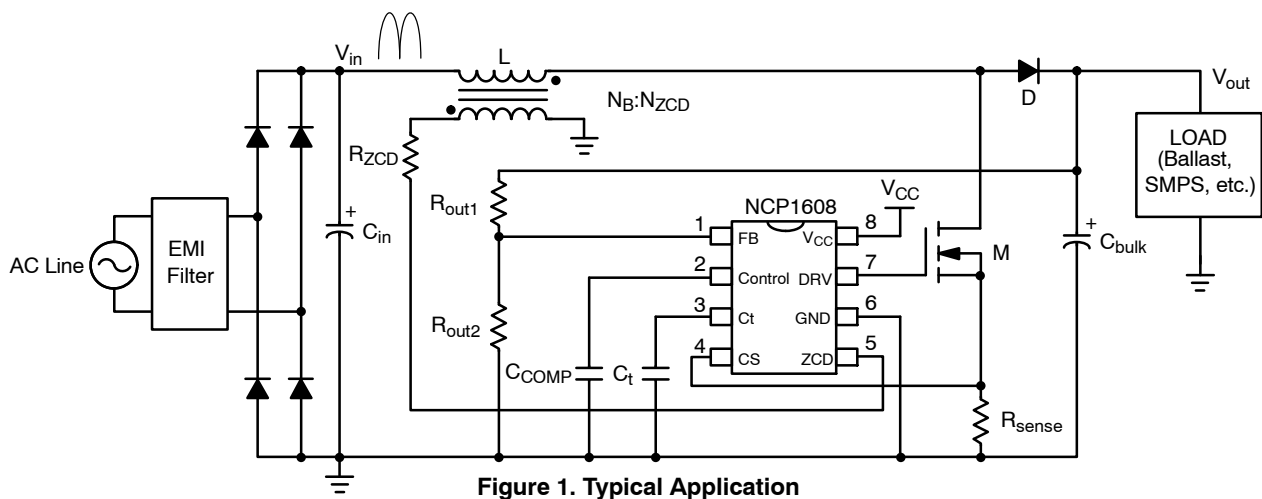 V_in
L
N_B:N_ZCD
D
V_out
LOAD
(Ballast,
SMPS, etc.)
R_ZCD
R_out1
V_CC
NCP1608
1
FB
V_CC
8
2
Control
DRV
7
3
Ct
GND
6
4
CS
ZCD
5
M
+
C_bulk
+
C_in
AC Line
EMI
Filter
R_out2
C_COMP
C_t
R_sense
Figure 1. Typical Application